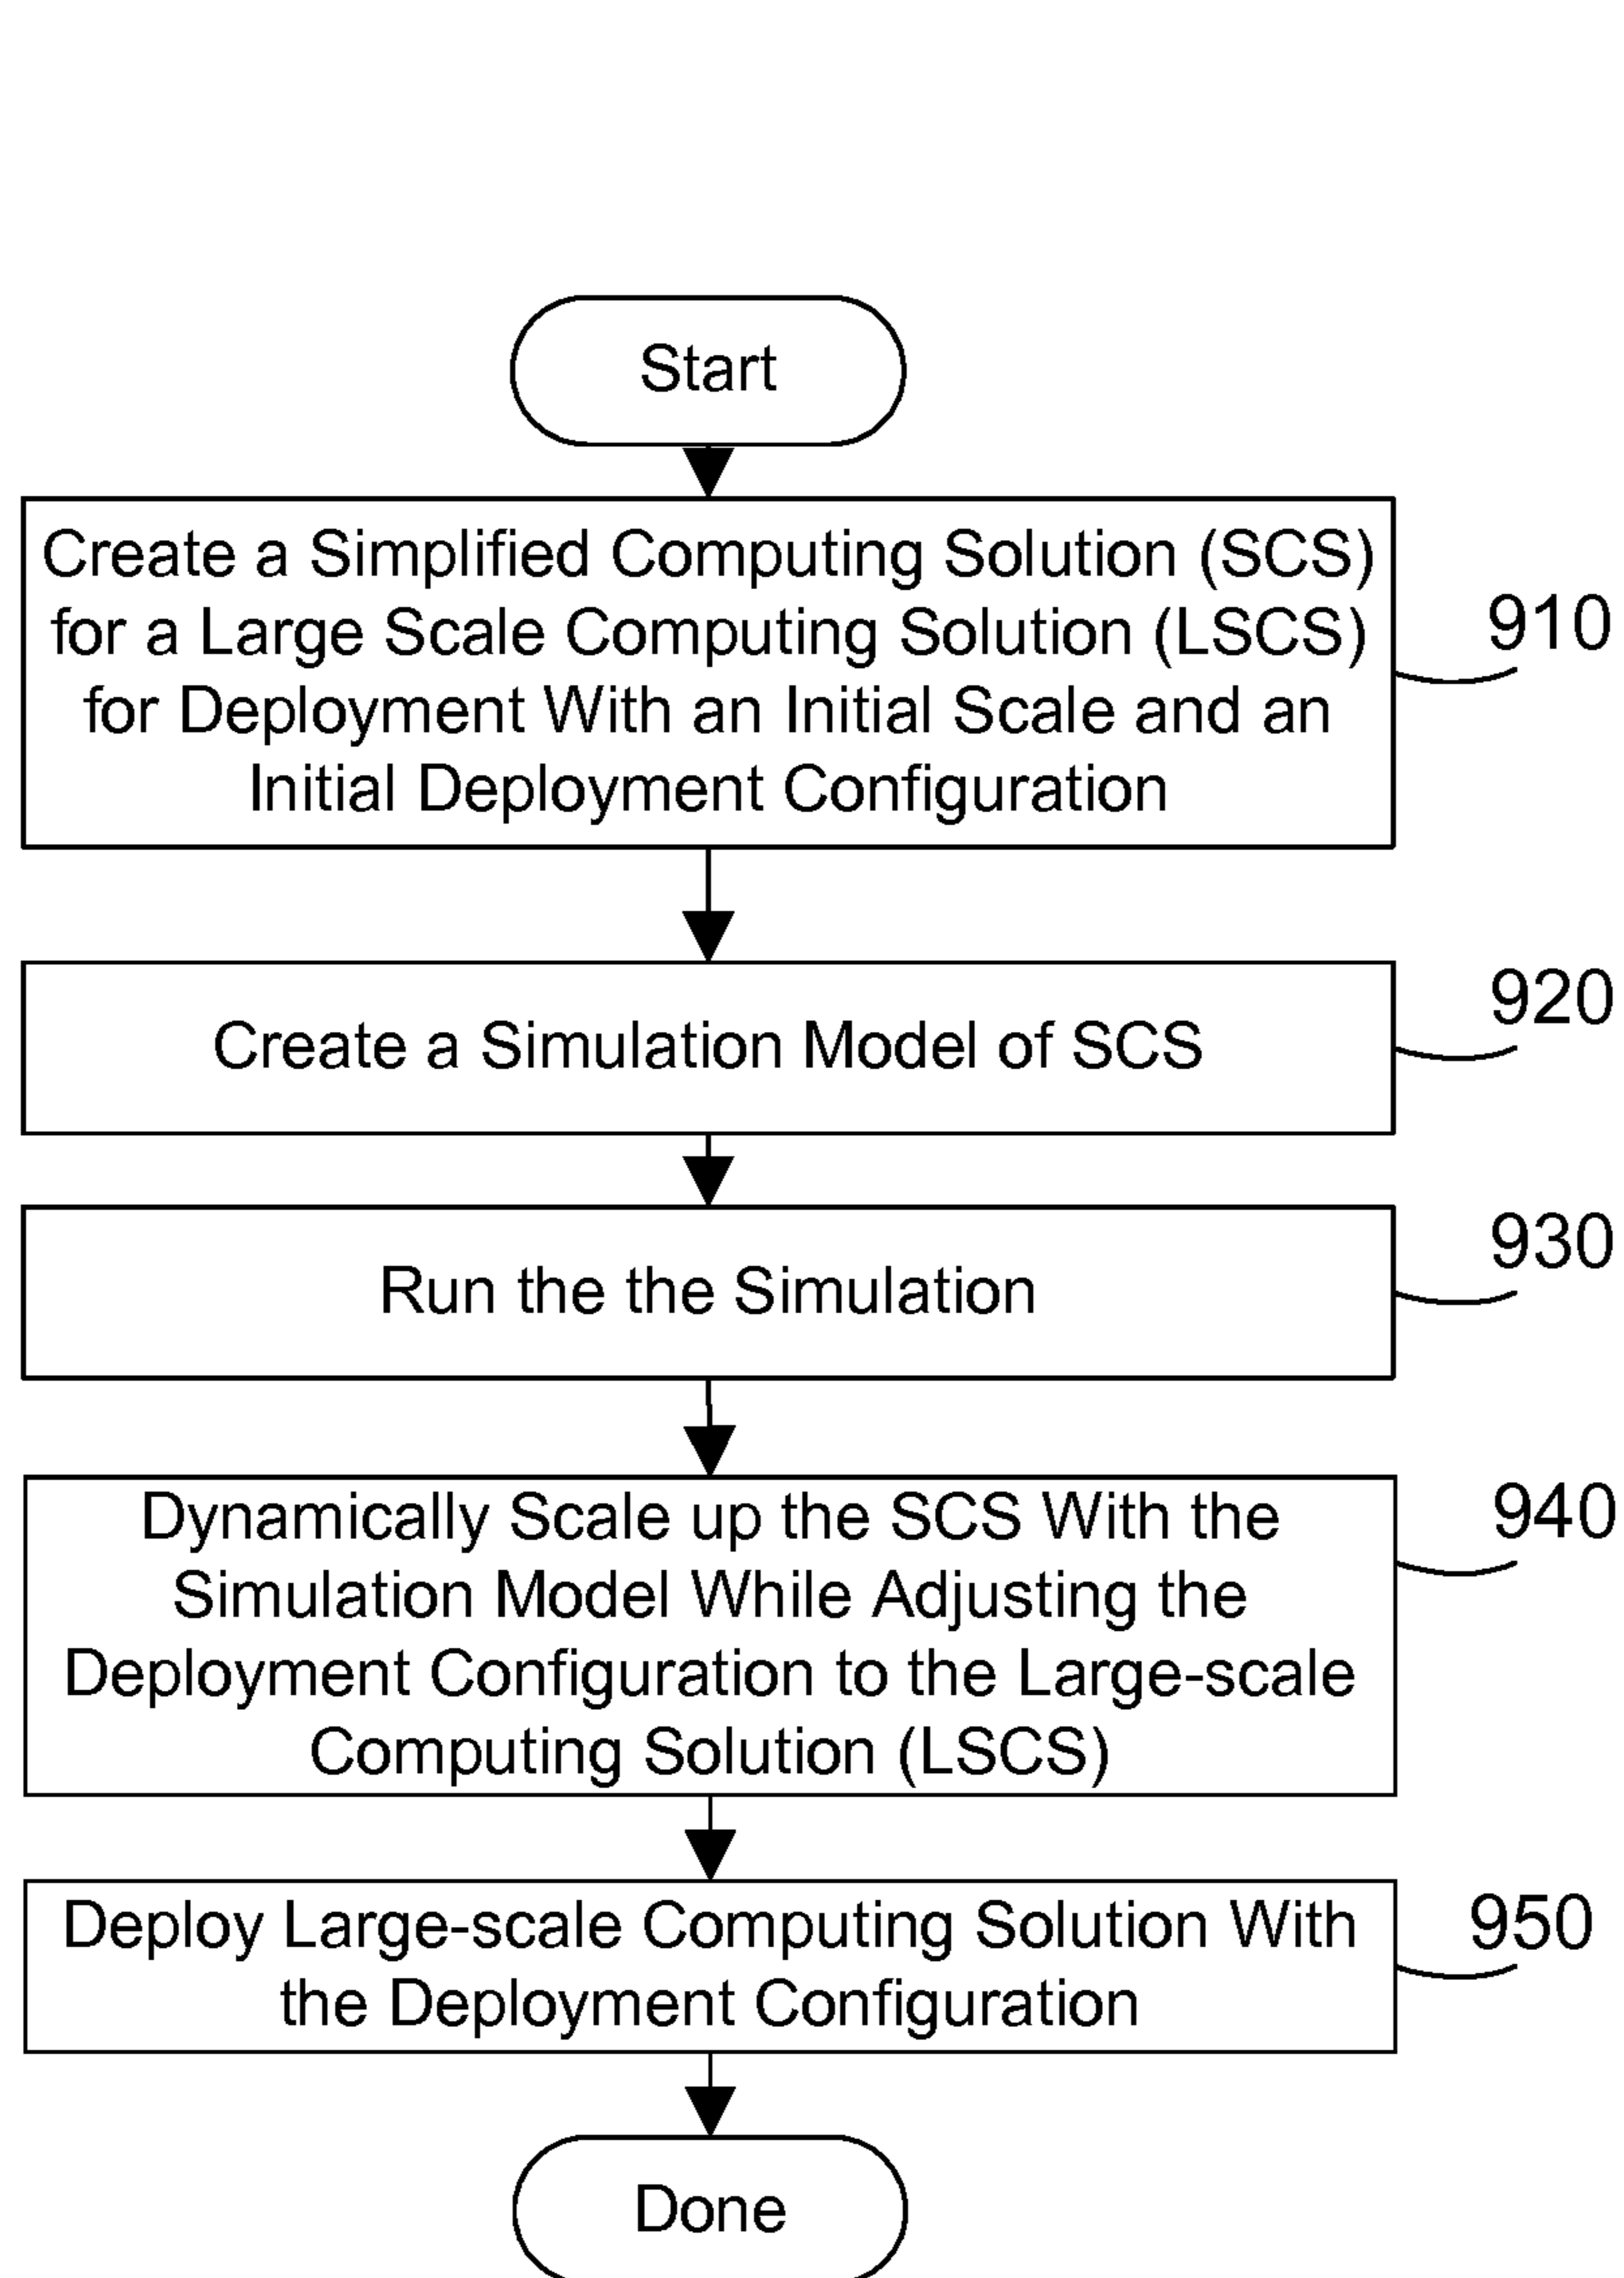 Start
Create a Simplified Computing Solution (SCS)
for a Large Scale Computing Solution (LSCS)
for Deployment With an Initial Scale and an
Initial Deployment Configuration
910
Create a Simulation Model of SCS
920
Run the the Simulation
930
Dynamically Scale up the SCS With the
Simulation Model While Adjusting the
Deployment Configuration to the Large-scale
Computing Solution (LSCS)
940
Deploy Large-scale Computing Solution With
the Deployment Configuration
950
Done